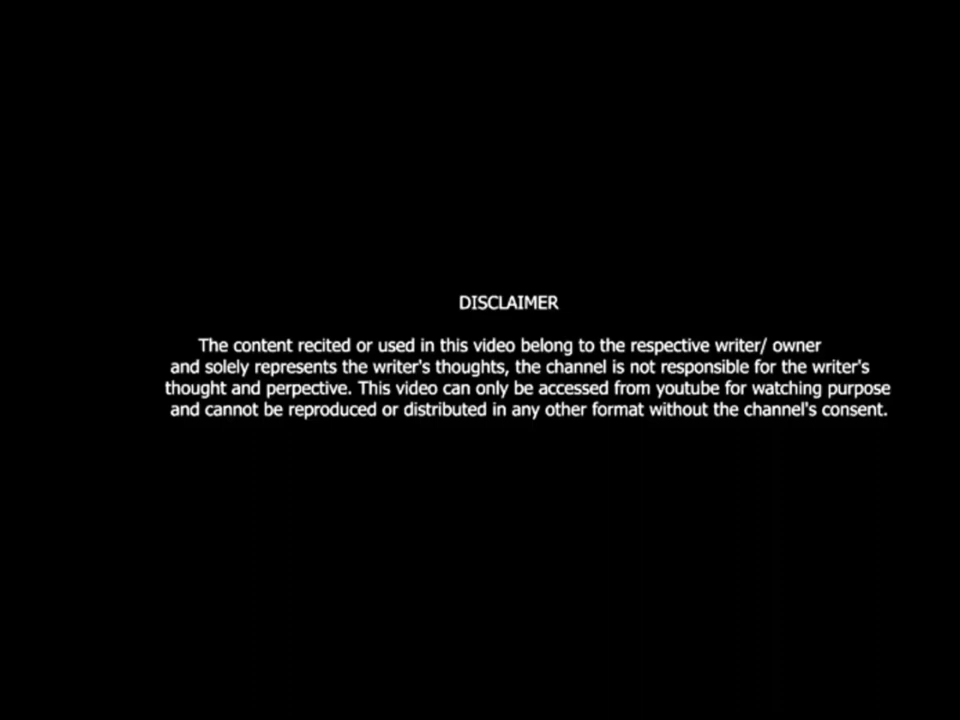 DISCLAIMER
The content recited or used in this video belong to the respective writer/ owner
and solely represents the writer's thoughts, the channel is not responsible for the writer's
thought and perpective. This video can only be accessed from youtube for watching purpose
and cannot be reproduced or distributed in any other format without the channel's consent.